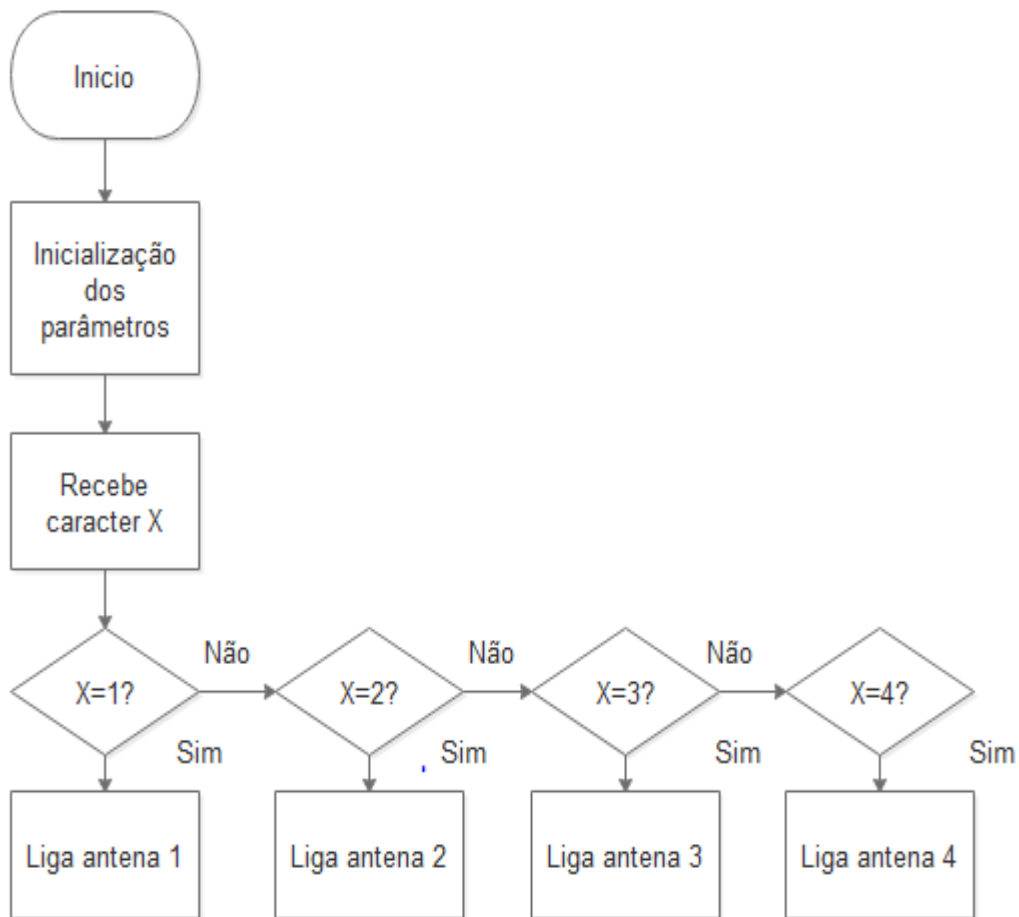 Inicio
Inicialização
dos
parâmetros
Recebe
caracter X
X=1?
Não
X=2?
Não
X=3?
Não
X=4?
Sim
Sim
Sim
Sim
Liga antena 1
Liga antena 2
Liga antena 3
Liga antena 4